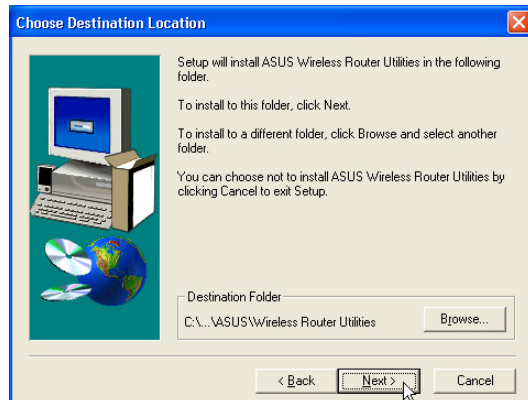 Choose Destination Location
Setup will install ASUS Wireless Router Utilities in the following
folder.
To install to this folder, click Next.
To install to a different folder, click Browse and select another
folder.
You can choose not to install ASUS Wireless Router Utilities by
clicking Cancel to exit Setup.
Destination Folder
C:\...\ASUS\Wireless Router Utilities
Browse...
< Back
Next >
Cancel